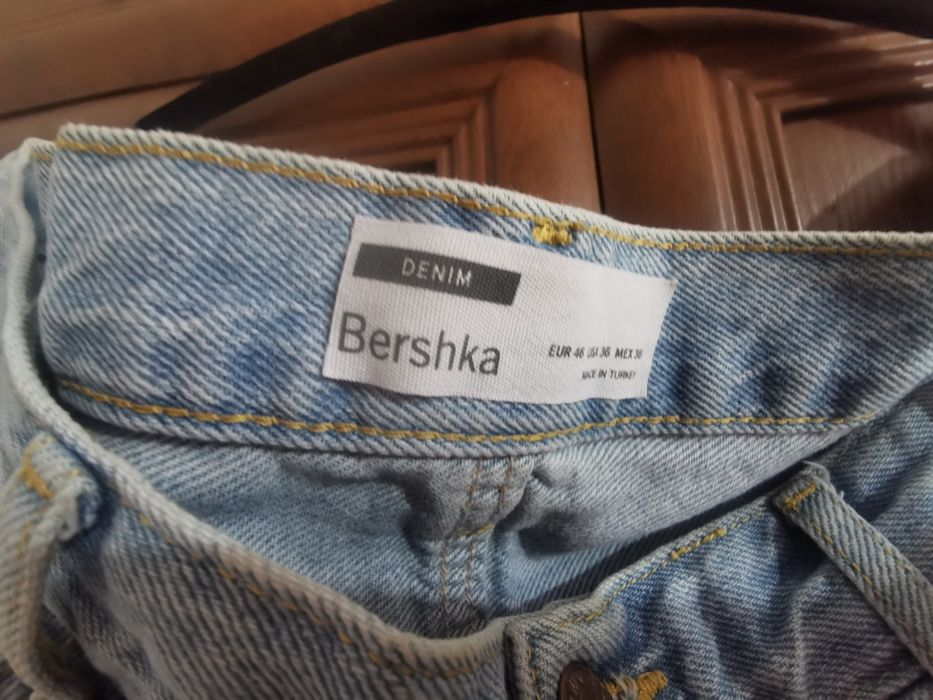 DENIM
Bershka
EUR 46 USA 36 MEX 36
MADE IN TURKEY